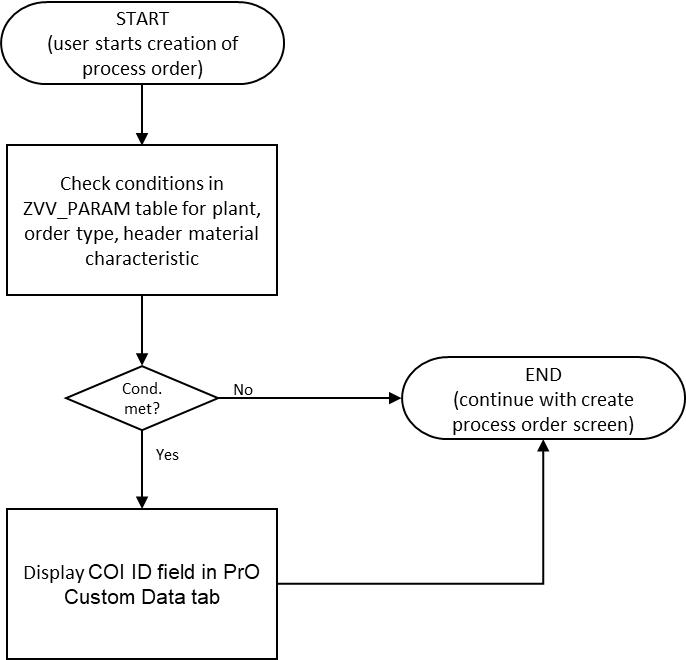 START
(user starts creation of
process order)
Check conditions in
ZVV_PARAM table for plant,
order type, header material
characteristic
Cond.
met?
No
END
(continue with create
process order screen)
Yes
Display COI ID field in PrO
Custom Data tab